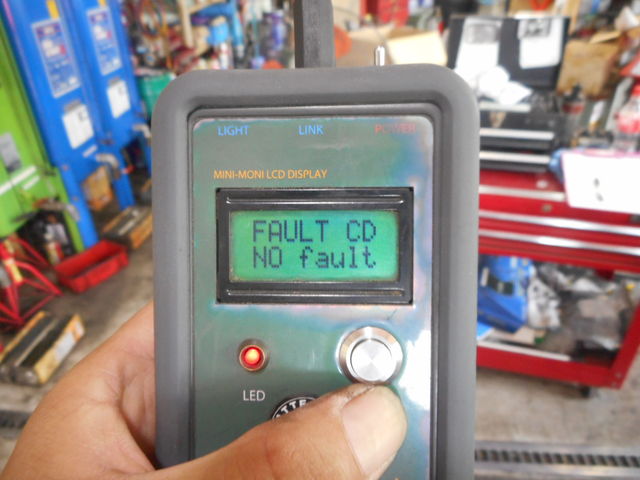 LIGHT LINK POWER
MINI-MONI LCD DISPLAY
FAULT CD
NO fault
LED